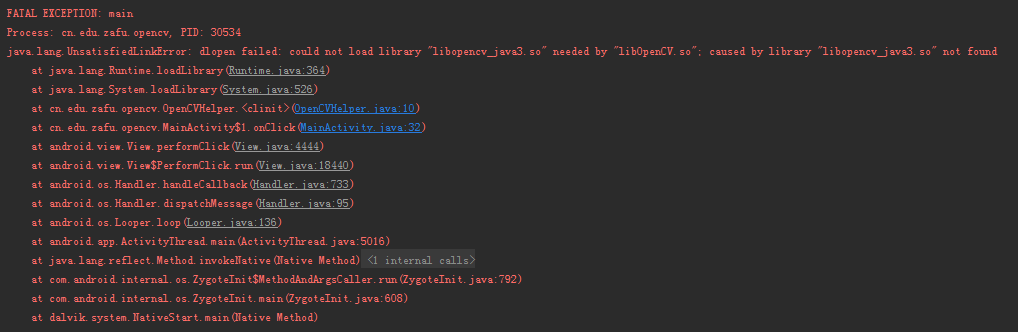 FATAL EXCEPTION: main
Process: cn.edu.zafu.opencv, PID: 30534
java.lang.UnsatisfiedLinkError: dlopen failed: could not load library "libopencv_java3.so" needed by "libOpenCV.so"; caused by library "libopencv_java3.so" not found
at java.lang.Runtime.loadLibrary(Runtime.java:364)
at java.lang.System.loadLibrary(System.java:526)
at cn.edu.zafu.opencv.OpenCVHelper.<clinit>(OpenCVHelper.java:10)
at cn.edu.zafu.opencv.MainActivity$1.onClick(MainActivity.java:32)
at android.view.View.performClick(View.java:4444)
at android.view.View$PerformClick.run(View.java:18440)
at android.os.Handler.handleCallback(Handler.java:733)
at android.os.Handler.dispatchMessage(Handler.java:95)
at android.os.Looper.loop(Looper.java:136)
at android.app.ActivityThread.main(ActivityThread.java:5016)
at java.lang.reflect.Method.invokeNative(Native Method) <1 internal calls>
at com.android.internal.os.ZygoteInit$MethodAndArgsCaller.run(ZygoteInit.java:792)
at com.android.internal.os.ZygoteInit.main(ZygoteInit.java:608)
at dalvik.system.NativeStart.main(Native Method)